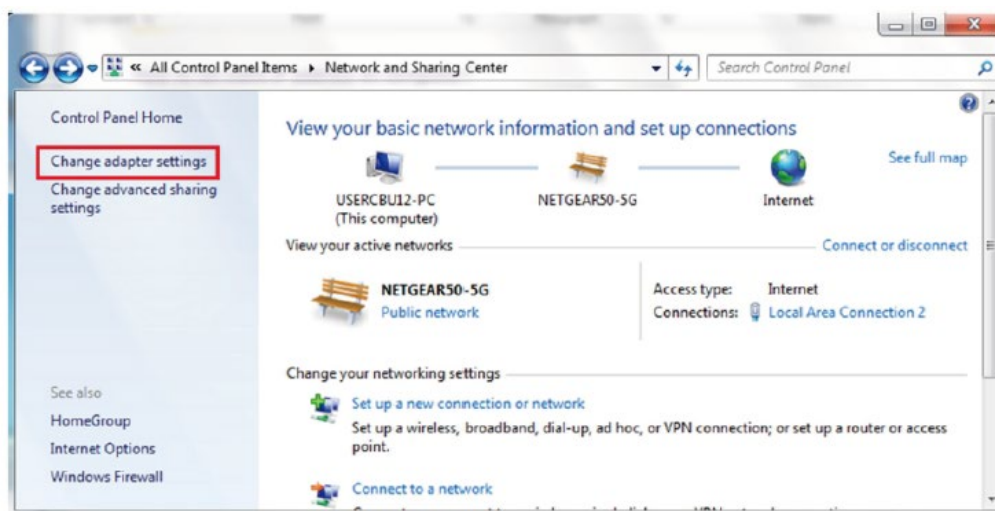 « All Control Panel Items ▸ Network and Sharing Center
Search Control Panel
Control Panel Home
Change adapter settings
Change advanced sharing
settings
See also
HomeGroup
Internet Options
Windows Firewall
View your basic network information and set up connections
See full map
USERCBU12-PC
(This computer)
NETGEAR50-5G
Internet
View your active networks
Connect or disconnect
NETGEAR50-5G
Public network
Access type: Internet
Connections: Local Area Connection 2
Change your networking settings
Set up a new connection or network
Set up a wireless, broadband, dial-up, ad hoc, or VPN connection; or set up a router or access
point.
Connect to a network